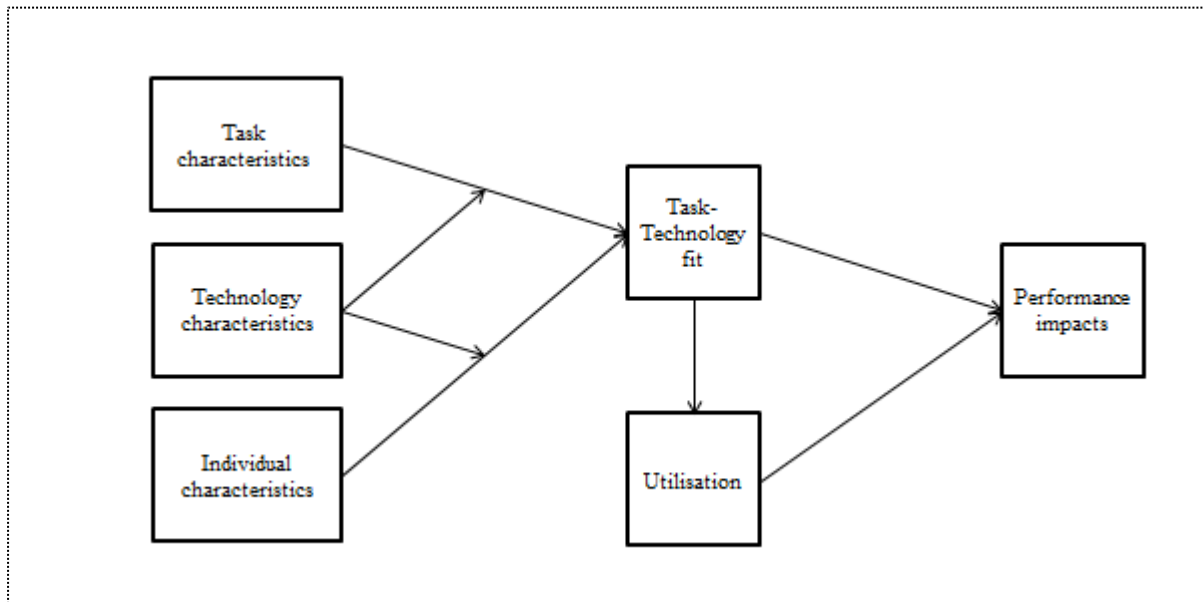 Task
characteristics
Technology
characteristics
Individual
characteristics
Task-
Technology
fit
Utilisation
Performance
impacts